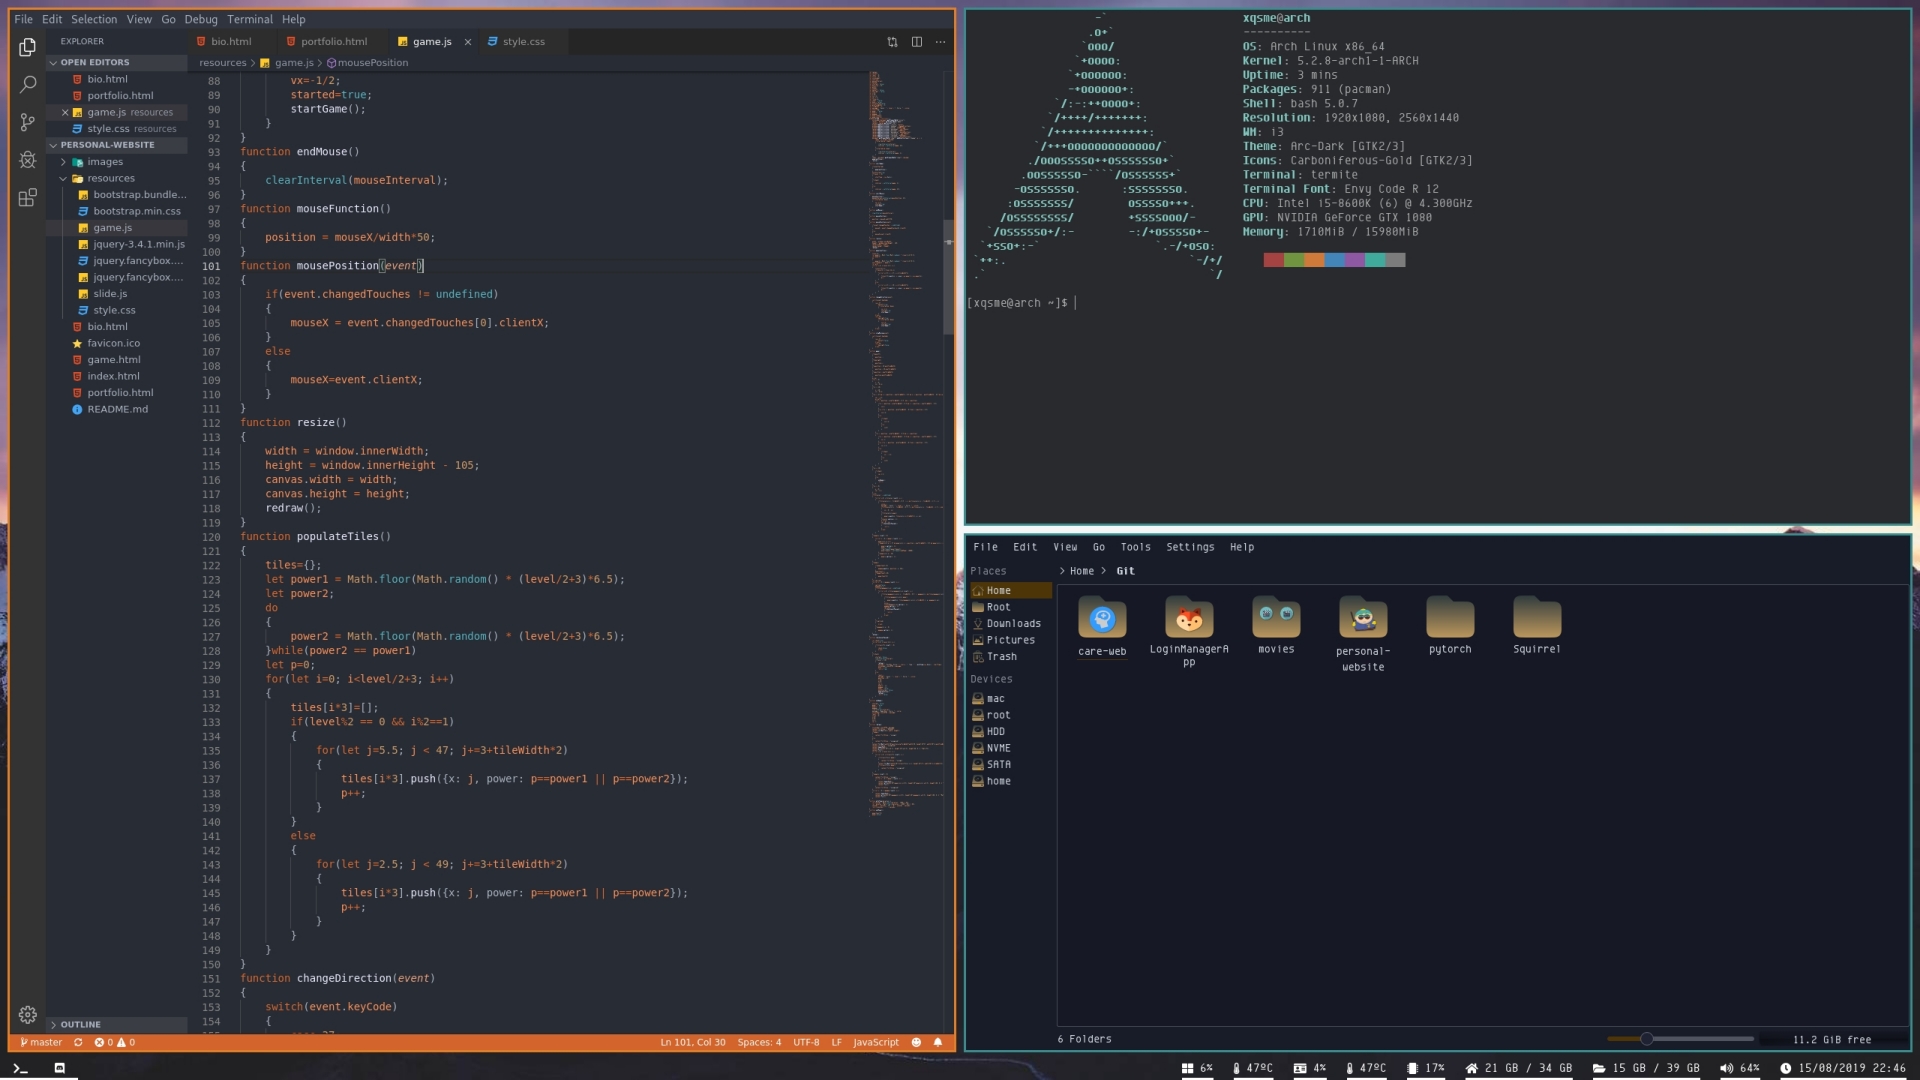 File Edit Selection View Go Debug Terminal Help
EXPLORER
OPEN EDITORS
bio.html
portfolio.html
game.js resources
style.css resources
PERSONAL-WEBSITE
images
resources
bootstrap.bundle...
bootstrap.min.css
game.js
jquery-3.4.1.min.js
jquery.fancybox....
jquery.fancybox....
slide.js
style.css
bio.html
favicon.ico
game.html
index.html
portfolio.html
README.md
OUTLINE
bio.html portfolio.html game.js × style.css
resources > game.js > mousePosition
88 vx=-1/2;
89 started=true;
90 startGame();
91 }
92 }
93 function endMouse()
94 {
95 clearInterval(mouseInterval);
96 }
97 function mouseFunction()
98 {
99 position = mouseX/width*50;
100 }
101 function mousePosition(event)
102 {
103 if(event.changedTouches != undefined)
104 {
105 mouseX = event.changedTouches[0].clientX;
106 }
107 else
108 {
109 mouseX=event.clientX;
110 }
111 }
112 function resize()
113 {
114 width = window.innerWidth;
115 height = window.innerHeight - 105;
116 canvas.width = width;
117 canvas.height = height;
118 redraw();
119 }
120 function populateTiles()
121 {
122 tiles={};
123 let power1 = Math.floor(Math.random() * (level/2+3)*6.5);
124 let power2;
125 do
126 {
127 power2 = Math.floor(Math.random() * (level/2+3)*6.5);
128 }while(power2 == power1)
129 let p=0;
130 for(let i=0; i<level/2+3; i++)
131 {
132 tiles[i*3]=[];
133 if(level%2 == 0 && i%2==1)
134 {
135 for(let j=5.5; j < 47; j+=3+tileWidth*2)
136 {
137 tiles[i*3].push({x: j, power: p==power1 || p==power2});
138 p++;
139 }
140 }
141 else
142 {
143 for(let j=2.5; j < 49; j+=3+tileWidth*2)
144 {
145 tiles[i*3].push({x: j, power: p==power1 || p==power2});
146 p++;
147 }
148 }
149 }
150 }
151 function changeDirection(event)
152 {
153 switch(event.keyCode)
154 {
master 0 0 Ln 101, Col 30 Spaces: 4 UTF-8 LF JavaScript
xqsme@arch
----------
OS: Arch Linux x86_64
Kernel: 5.2.8-arch1-1-ARCH
Uptime: 3 mins
Packages: 911 (pacman)
Shell: bash 5.0.7
Resolution: 1920x1080, 2560x1440
WM: i3
Theme: Arc-Dark [GTK2/3]
Icons: Carboniferous-Gold [GTK2/3]
Terminal: termite
Terminal Font: Envy Code R 12
CPU: Intel i5-8600K (6) @ 4.300GHz
GPU: NVIDIA GeForce GTX 1080
Memory: 1710MiB / 15980MiB
[xqsme@arch ~]$
File Edit View Go Tools Settings Help
Places
Home
Root
Downloads
Pictures
Trash
Devices
mac
root
HDD
NVME
SATA
home
> Home > Git
care-web
LoginManagerA
pp
movies
personal-
website
pytorch
Squirrel
6 Folders
11.2 GiB free
6% 47ºC 4% 47ºC 17% 21 GB / 34 GB 15 GB / 39 GB 64% 15/08/2019 22:46